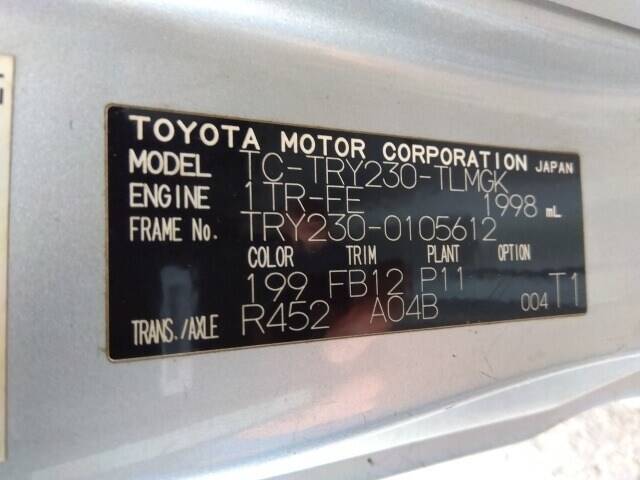 TOYOTA MOTOR CORPORATION JAPAN
MODEL TC-TRY230-TLMGK
ENGINE 1TR-FE 1998 mL
FRAME No. TRY230-0105612
COLOR TRIM PLANT OPTION
199 FB12 P11 004 T1
TRANS./AXLE R452 A04B